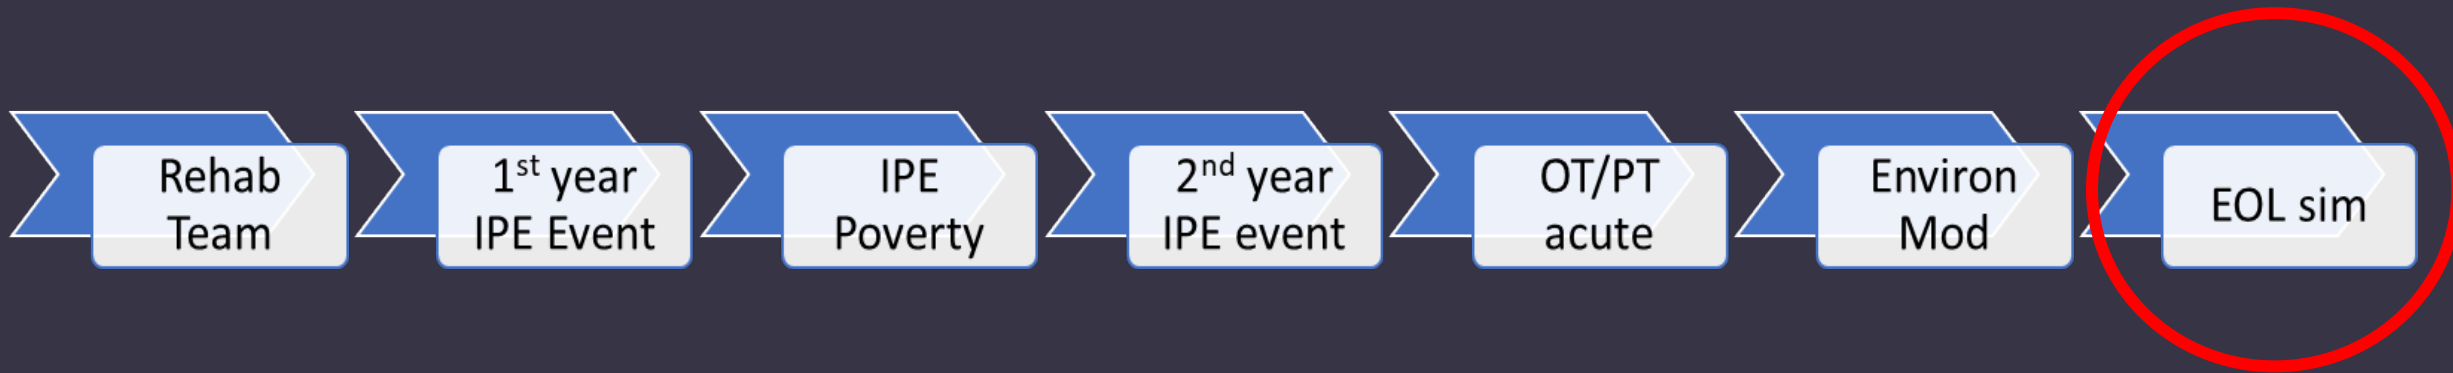 Rehab
Team
1st year
IPE Event
IPE
Poverty
2nd year
IPE event
OT/PT
acute
Environ
Mod
EOL sim